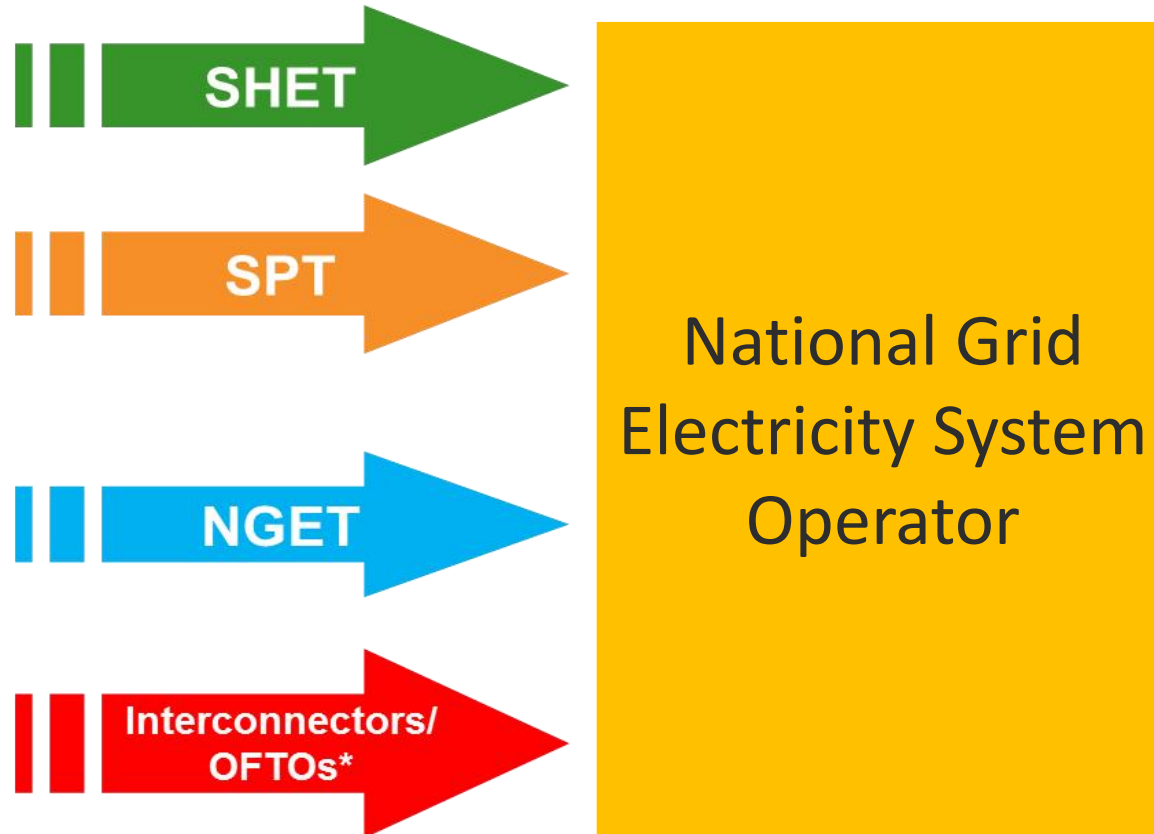 SHET
SPT
NGET
Interconnectors/
OFTOs*
National Grid
Electricity System
Operator